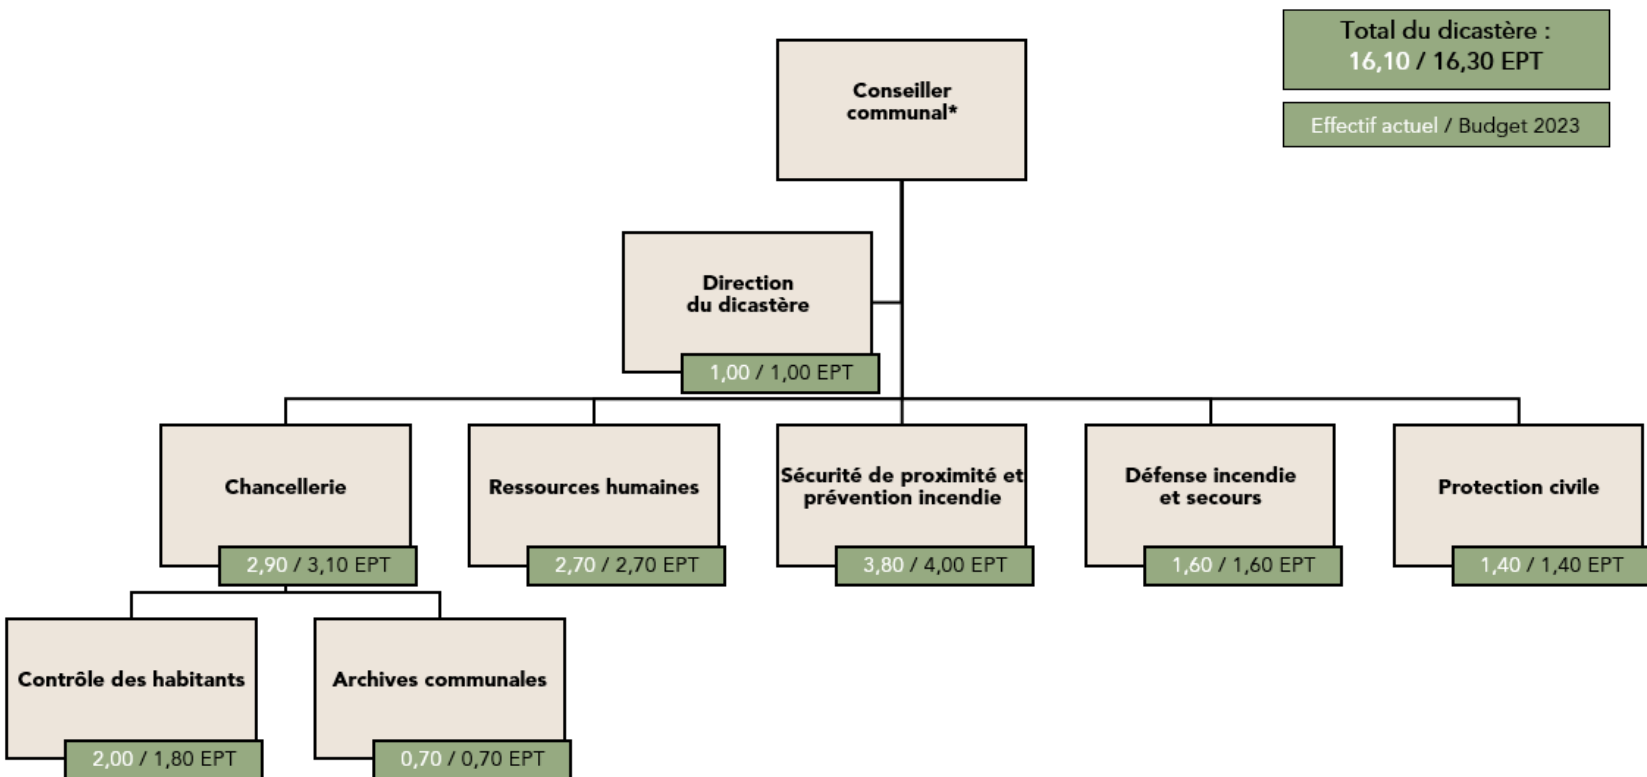 Total du dicastère :
16,10 / 16,30 EPT
Effectif actuel / Budget 2023
Conseiller
communal*
Direction
du dicastère
1,00 / 1,00 EPT
Chancellerie
2,90 / 3,10 EPT
Ressources humaines
2,70 / 2,70 EPT
Sécurité de proximité et
prévention incendie
3,80 / 4,00 EPT
Défense incendie
et secours
1,60 / 1,60 EPT
Protection civile
1,40 / 1,40 EPT
Contrôle des habitants
2,00 / 1,80 EPT
Archives communales
0,70 / 0,70 EPT